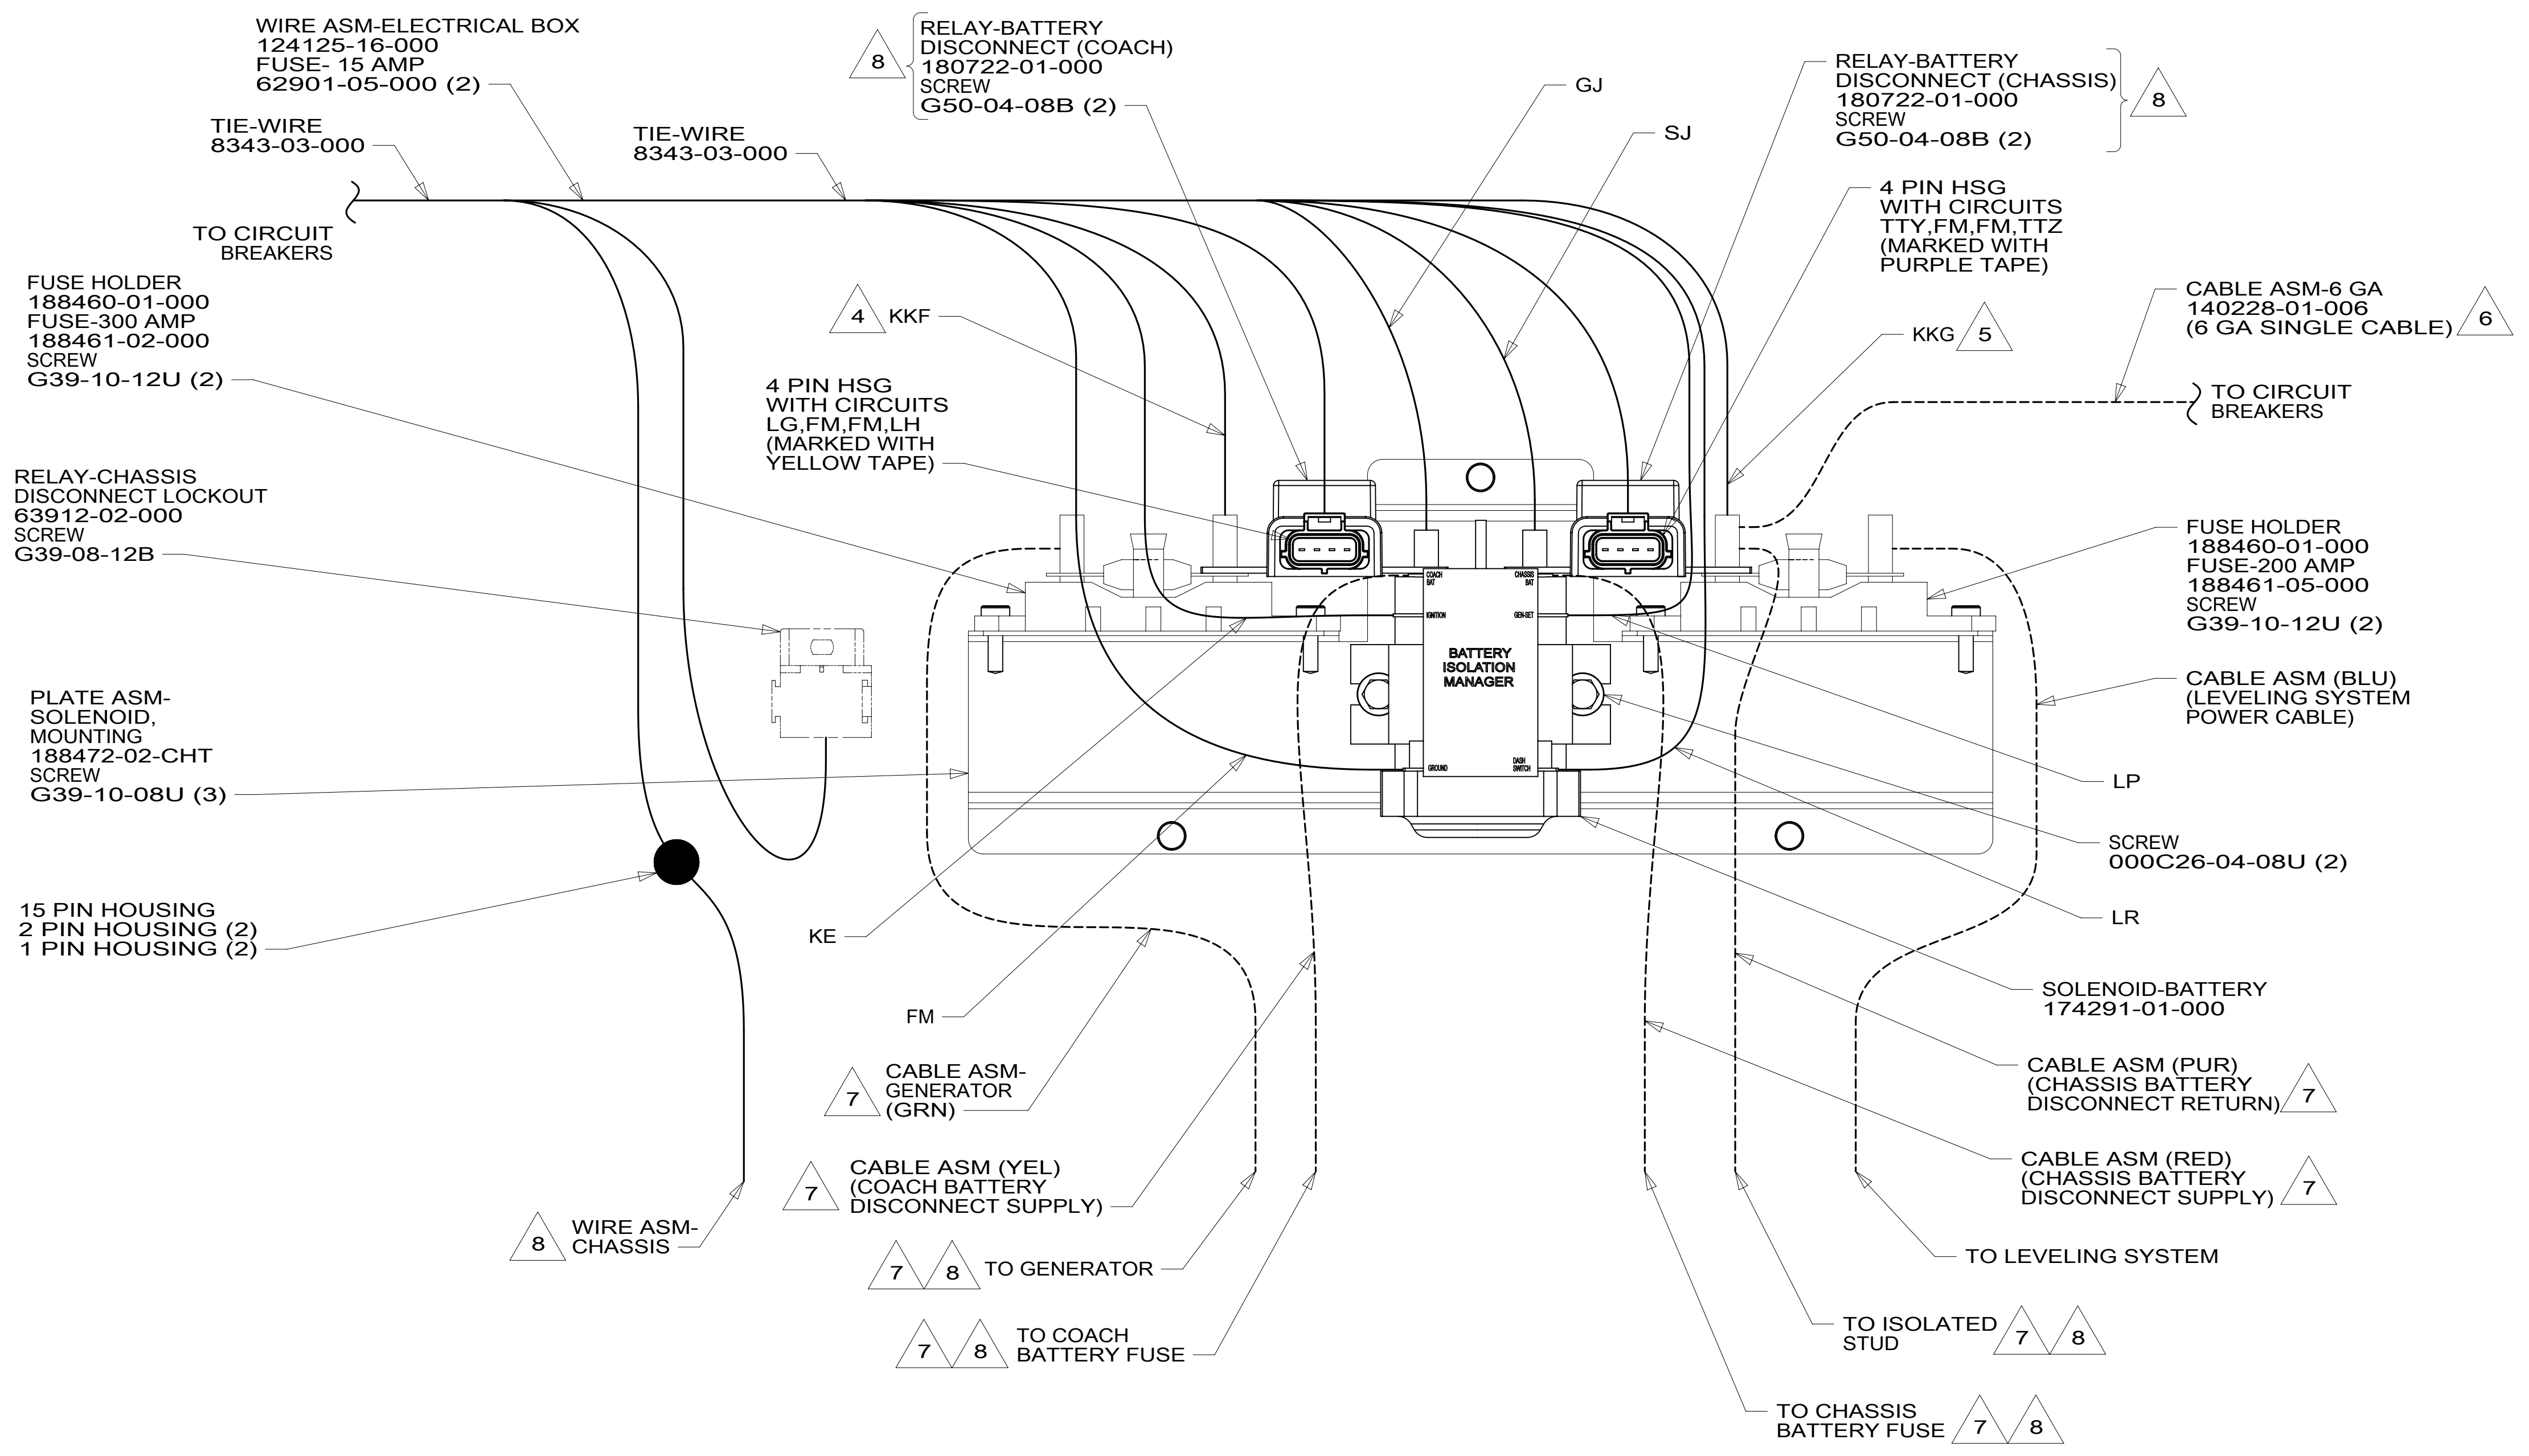 WIRE ASM-ELECTRICAL BOX
124125-16-000
FUSE- 15 AMP
62901-05-000 (2)
TIE-WIRE
8343-03-000
TIE-WIRE
8343-03-000
8
RELAY-BATTERY
DISCONNECT (COACH)
180722-01-000
SCREW
G50-04-08B (2)
GJ
SJ
RELAY-BATTERY
DISCONNECT (CHASSIS)
180722-01-000
SCREW
G50-04-08B (2)
8
4 PIN HSG
WITH CIRCUITS
TTY,FM,FM,TTZ
(MARKED WITH
PURPLE TAPE)
TO CIRCUIT
BREAKERS
FUSE HOLDER
188460-01-000
FUSE-300 AMP
188461-02-000
SCREW
G39-10-12U (2)
4
KKF
4 PIN HSG
WITH CIRCUITS
LG,FM,FM,LH
(MARKED WITH
YELLOW TAPE)
KKG
5
CABLE ASM-6 GA
140228-01-006
(6 GA SINGLE CABLE)
6
TO CIRCUIT
BREAKERS
RELAY-CHASSIS
DISCONNECT LOCKOUT
63912-02-000
SCREW
G39-08-12B
FUSE HOLDER
188460-01-000
FUSE-200 AMP
188461-05-000
SCREW
G39-10-12U (2)
COACH
BAT
CHASSIS
BAT
IGNITION
GEN-SET
BATTERY
ISOLATION
MANAGER
GROUND
DASH
SWITCH
PLATE ASM-
SOLENOID,
MOUNTING
188472-02-CHT
SCREW
G39-10-08U (3)
CABLE ASM (BLU)
(LEVELING SYSTEM
POWER CABLE)
LP
SCREW
000C26-04-08U (2)
LR
15 PIN HOUSING
2 PIN HOUSING (2)
1 PIN HOUSING (2)
KE
FM
SOLENOID-BATTERY
174291-01-000
7
CABLE ASM-
GENERATOR
(GRN)
CABLE ASM (PUR)
(CHASSIS BATTERY
DISCONNECT RETURN)
7
7
CABLE ASM (YEL)
(COACH BATTERY
DISCONNECT SUPPLY)
CABLE ASM (RED)
(CHASSIS BATTERY
DISCONNECT SUPPLY)
7
8
WIRE ASM-
CHASSIS
7 8 TO GENERATOR
TO LEVELING SYSTEM
7 8
TO COACH
BATTERY FUSE
TO ISOLATED
STUD
7 8
TO CHASSIS
BATTERY FUSE
7 8